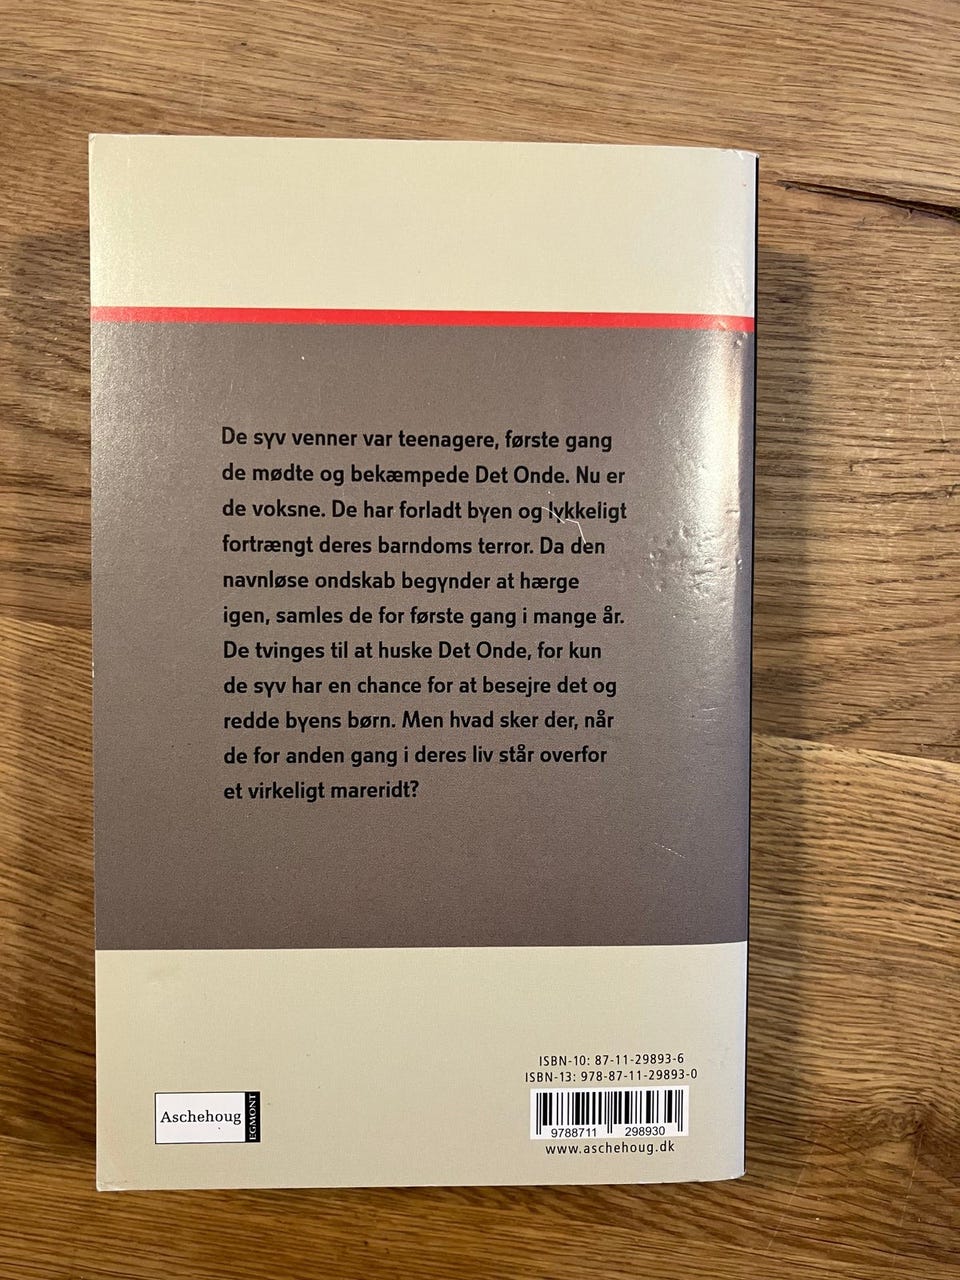 De syv venner var teenagere, første gang
de mødte og bekæmpede Det Onde. Nu er
de voksne. De har forladt byen og lykkeligt
fortrængt deres barndoms terror. Da den
navnløse ondskab begynder at hærge
igen, samles de for første gang i mange år.
De tvinges til at huske Det Onde, for kun
de syv har en chance for at besejre det og
redde byens børn. Men hvad sker der, når
de for anden gang i deres liv står overfor
et virkeligt mareridt?
ISBN-10: 87-11-29893-6
ISBN-13: 978-87-11-29893-0
Aschehoug
EGMONT
9788711 298930
www.aschehoug.dk